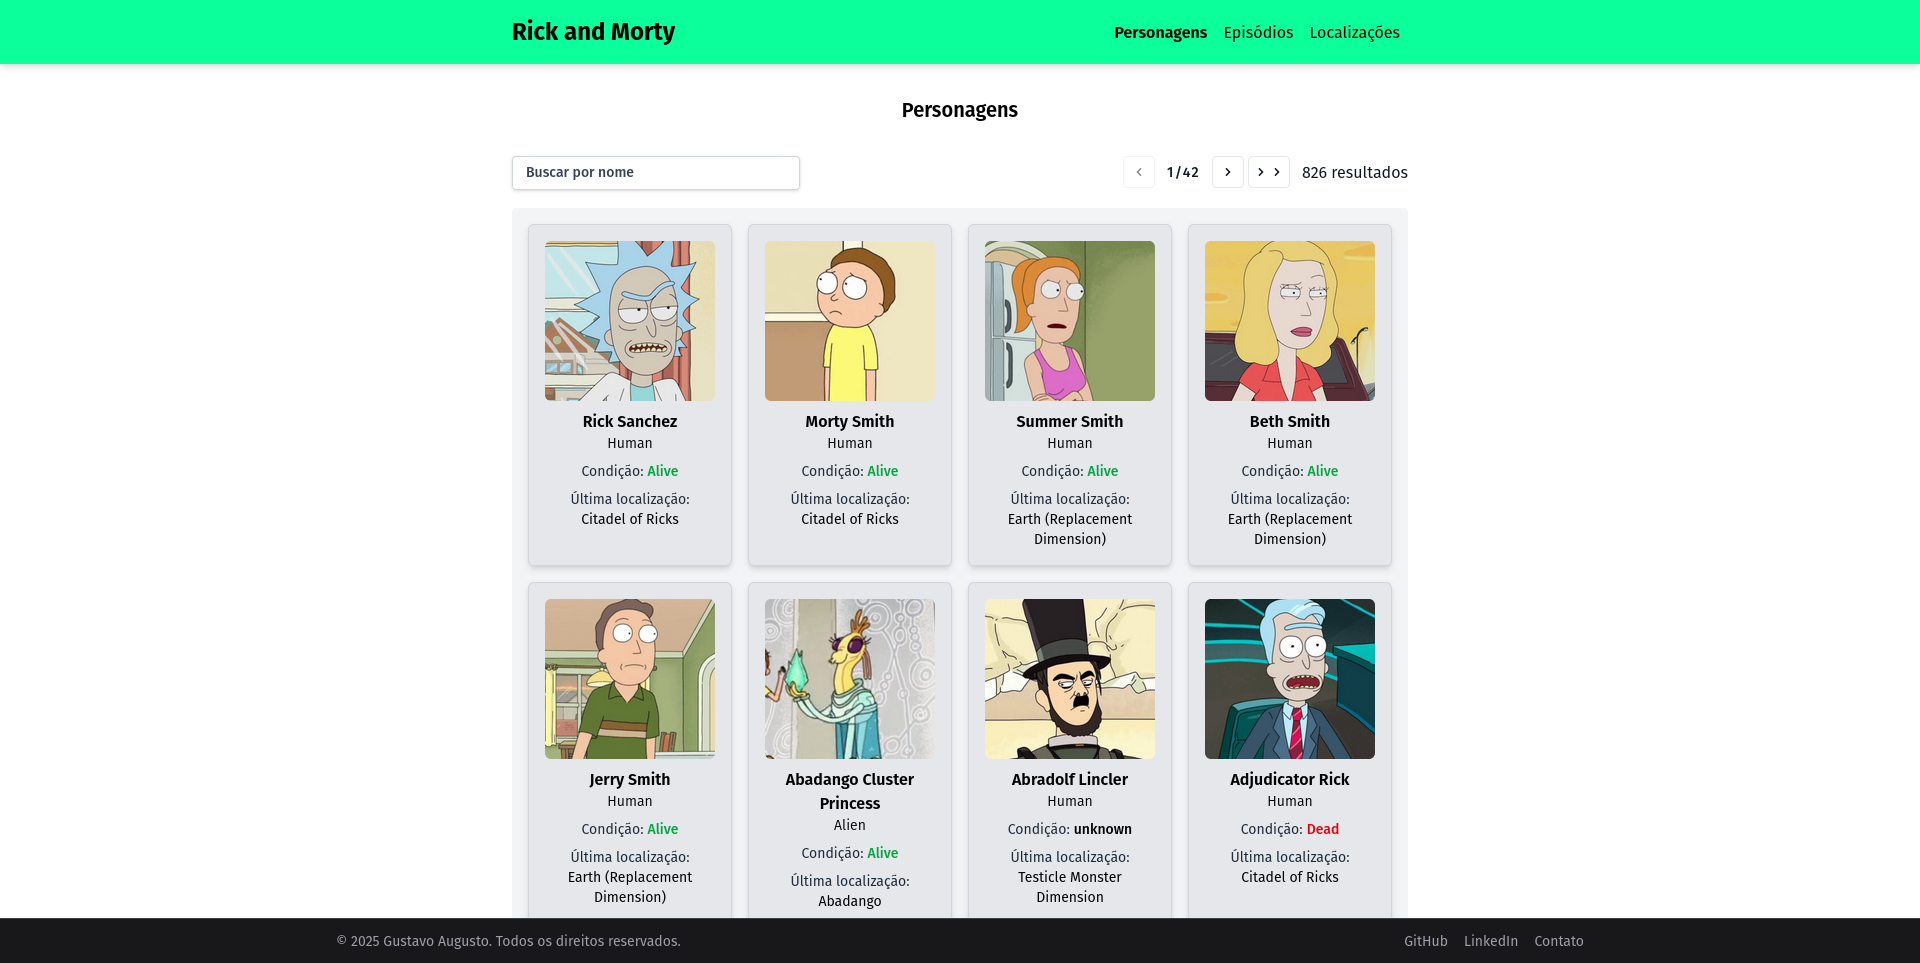 Rick and Morty
Personagens Episódios Localizações
Personagens
Buscar por nome
1/42
826 resultados
Rick Sanchez
Human
Condição: Alive
Última localização:
Citadel of Ricks
Morty Smith
Human
Condição: Alive
Última localização:
Citadel of Ricks
Summer Smith
Human
Condição: Alive
Última localização:
Earth (Replacement
Dimension)
Beth Smith
Human
Condição: Alive
Última localização:
Earth (Replacement
Dimension)
Jerry Smith
Human
Condição: Alive
Última localização:
Earth (Replacement
Dimension)
Abadango Cluster
Princess
Alien
Condição: Alive
Última localização:
Abadango
Abradolf Lincler
Human
Condição: unknown
Última localização:
Testicle Monster
Dimension
Adjudicator Rick
Human
Condição: Dead
Última localização:
Citadel of Ricks
© 2025 Gustavo Augusto. Todos os direitos reservados.
GitHub LinkedIn Contato